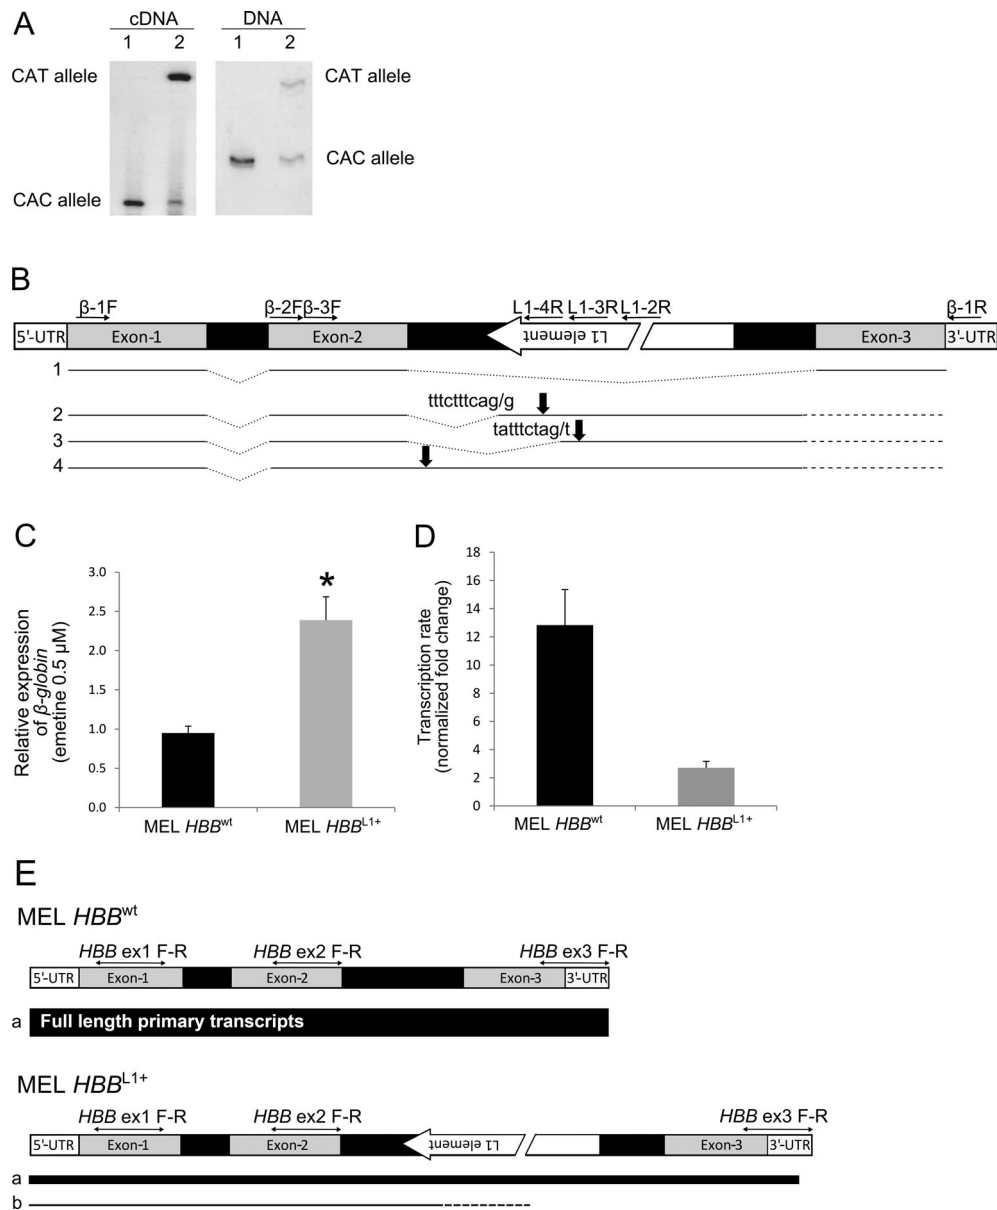 A
cDNA DNA
1 2 1 2
CAT allele CAT allele
CAC allele
CAC allele
B
β-1F β-2F β-3F L1-4R L1-3R L1-2R β-1R
5'-UTR Exon-1 Exon-2 L1 element Exon-3 3'-UTR
1
tttctttcag/g
2
tatttctag/t
3
4
C
Relative expression
of β-globin
(emetine 0.5 µM)
3.0
2.5
2.0
1.5
1.0
0.5
0.0
*
MEL HBBwt MEL HBBL1+
D
Transcription rate
(normalized fold change)
18
16
14
12
10
8
6
4
2
0
MEL HBBwt MEL HBBL1+
E
MEL HBBwt
HBB ex1 F-R HBB ex2 F-R HBB ex3 F-R
5'-UTR Exon-1 Exon-2 Exon-3 3'-UTR
a Full length primary transcripts
MEL HBBL1+
HBB ex1 F-R HBB ex2 F-R HBB ex3 F-R
5'-UTR Exon-1 Exon-2 L1 element Exon-3 3'-UTR
a
b